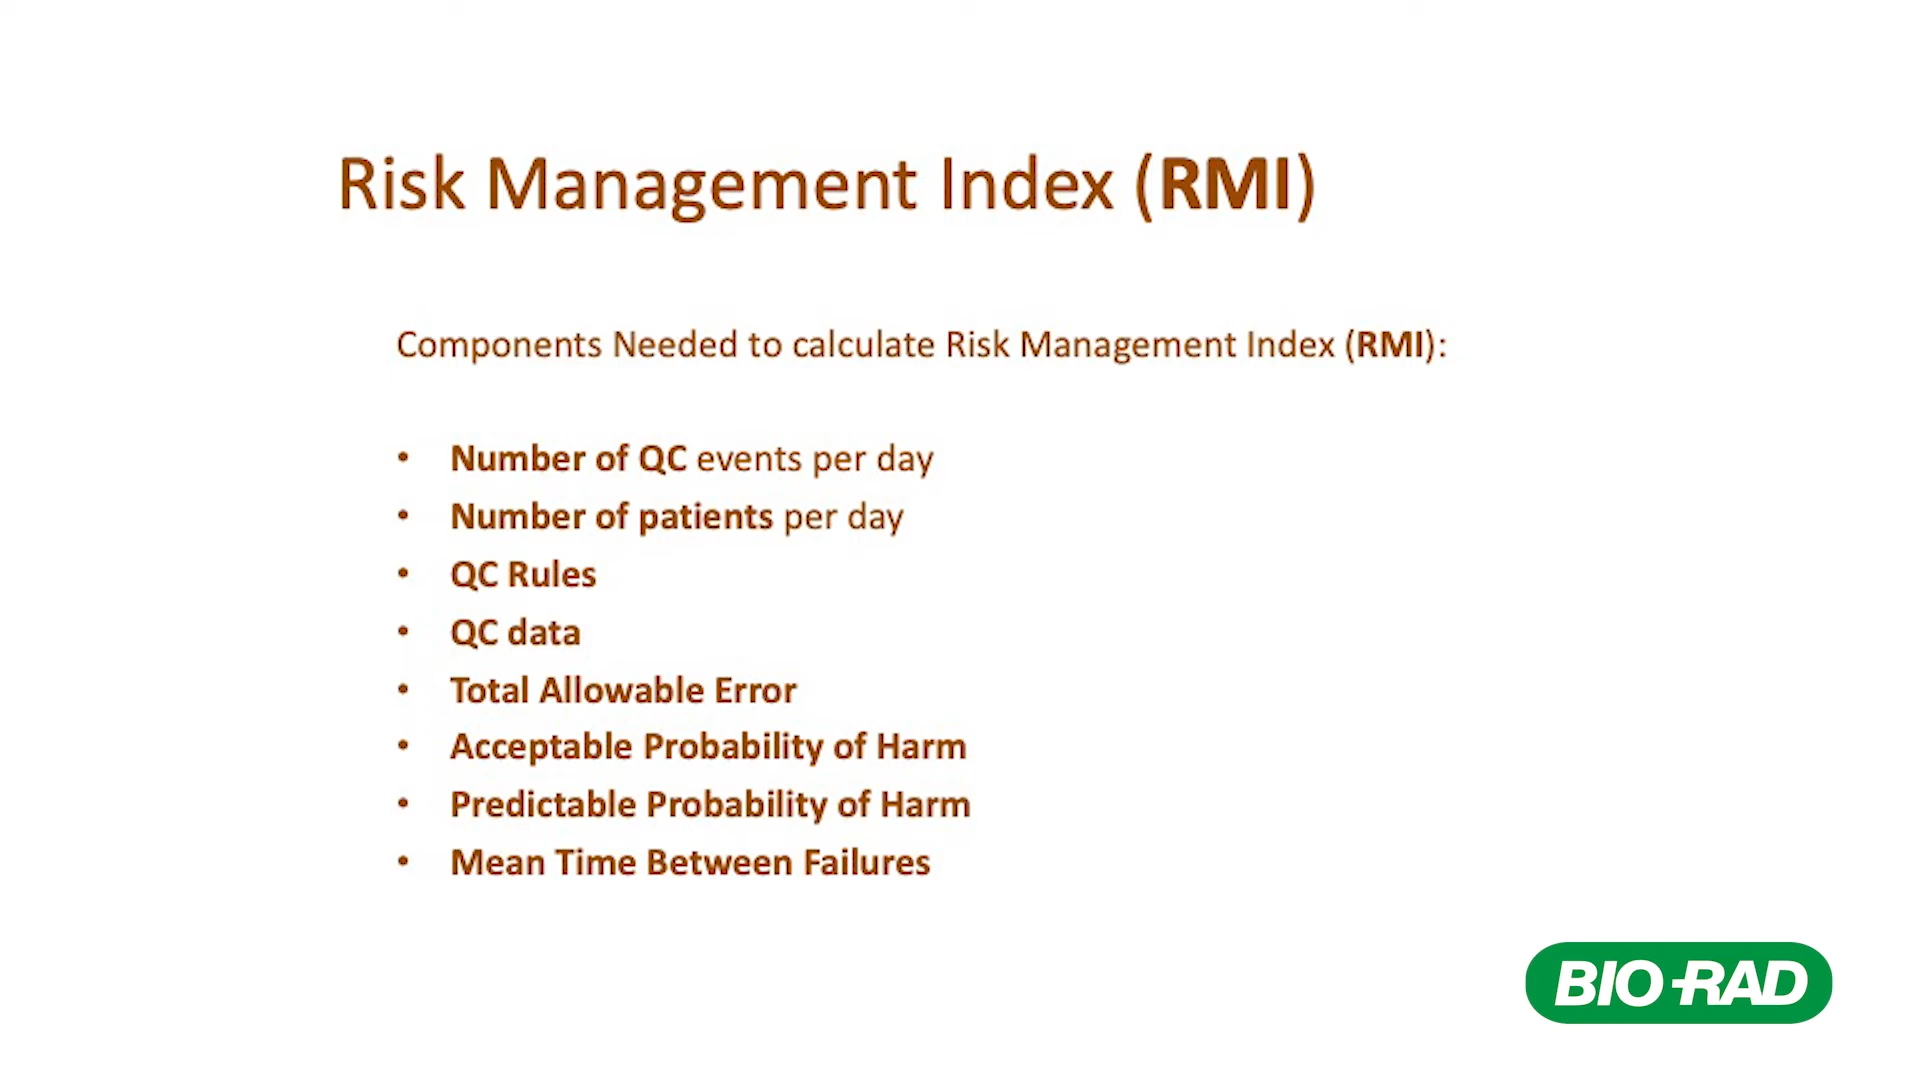 Risk Management Index (RMI)
Components Needed to calculate Risk Management Index (RMI):
• Number of QC events per day
• Number of patients per day
• QC Rules
• QC data
• Total Allowable Error
• Acceptable Probability of Harm
• Predictable Probability of Harm
• Mean Time Between Failures
BIO-RAD